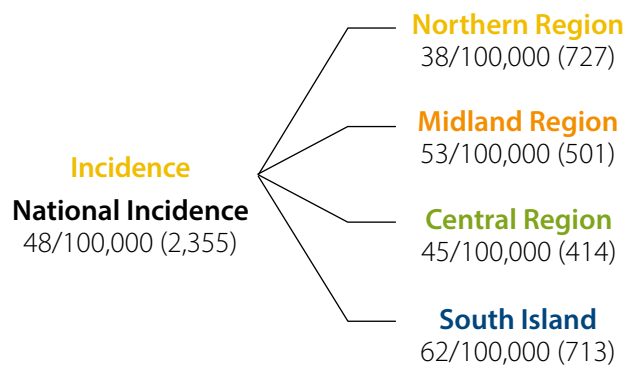 Incidence
National Incidence
48/100,000 (2,355)
Northern Region
38/100,000 (727)
Midland Region
53/100,000 (501)
Central Region
45/100,000 (414)
South Island
62/100,000 (713)